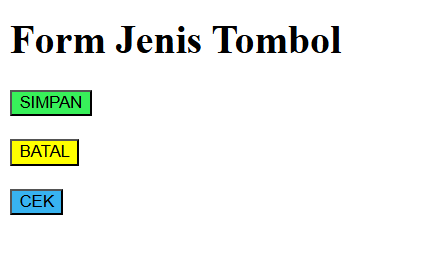 Form Jenis Tombol
SIMPAN
BATAL
CEK